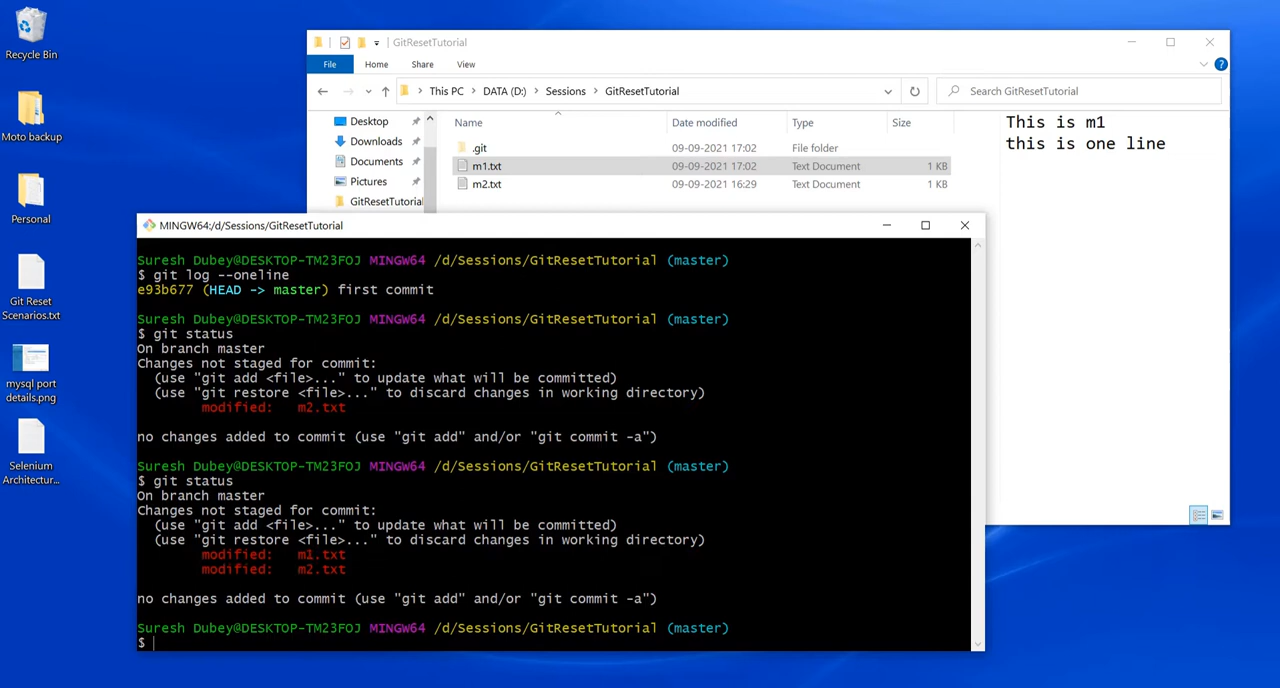 Recycle Bin
Moto backup
Personal
Git Reset
Scenarios.txt
mysql port
details.png
Selenium
Architectur...
GitResetTutorial
File Home Share View
This PC > DATA (D:) > Sessions > GitResetTutorial
Search GitResetTutorial
Desktop
Downloads
Documents
Pictures
GitResetTutorial
Name Date modified Type Size
.git 09-09-2021 17:02 File folder
m1.txt 09-09-2021 17:02 Text Document 1 KB
m2.txt 09-09-2021 16:29 Text Document 1 KB
This is m1
this is one line
MINGW64:/d/Sessions/GitResetTutorial
Suresh Dubey@DESKTOP-TM23FOJ MINGW64 /d/Sessions/GitResetTutorial (master)
$ git log --oneline
e93b677 (HEAD -> master) first commit
Suresh Dubey@DESKTOP-TM23FOJ MINGW64 /d/Sessions/GitResetTutorial (master)
$ git status
On branch master
Changes not staged for commit:
(use "git add <file>..." to update what will be committed)
(use "git restore <file>..." to discard changes in working directory)
modified: m2.txt
no changes added to commit (use "git add" and/or "git commit -a")
Suresh Dubey@DESKTOP-TM23FOJ MINGW64 /d/Sessions/GitResetTutorial (master)
$ git status
On branch master
Changes not staged for commit:
(use "git add <file>..." to update what will be committed)
(use "git restore <file>..." to discard changes in working directory)
modified: m1.txt
modified: m2.txt
no changes added to commit (use "git add" and/or "git commit -a")
Suresh Dubey@DESKTOP-TM23FOJ MINGW64 /d/Sessions/GitResetTutorial (master)
$